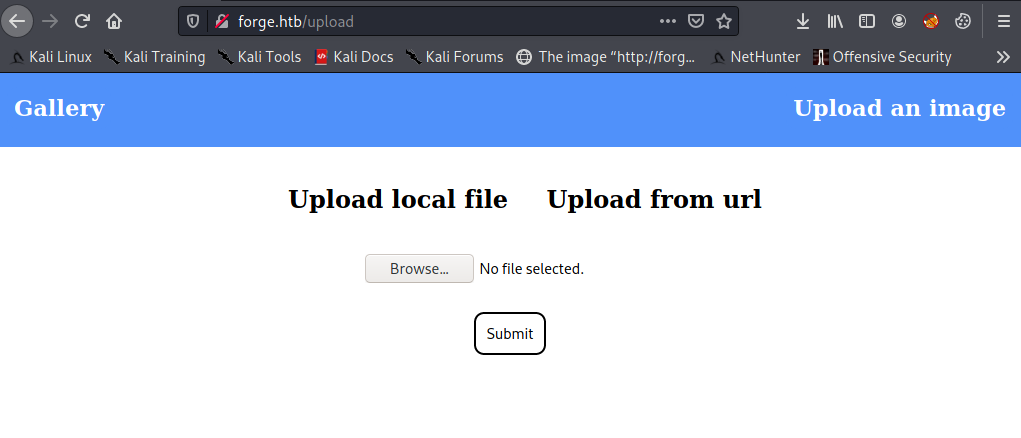 forge.htb/upload
Kali Linux Kali Training Kali Tools Kali Docs Kali Forums The image “http://forg... NetHunter Offensive Security
Gallery Upload an image
Upload local file Upload from url
Browse... No file selected.
Submit